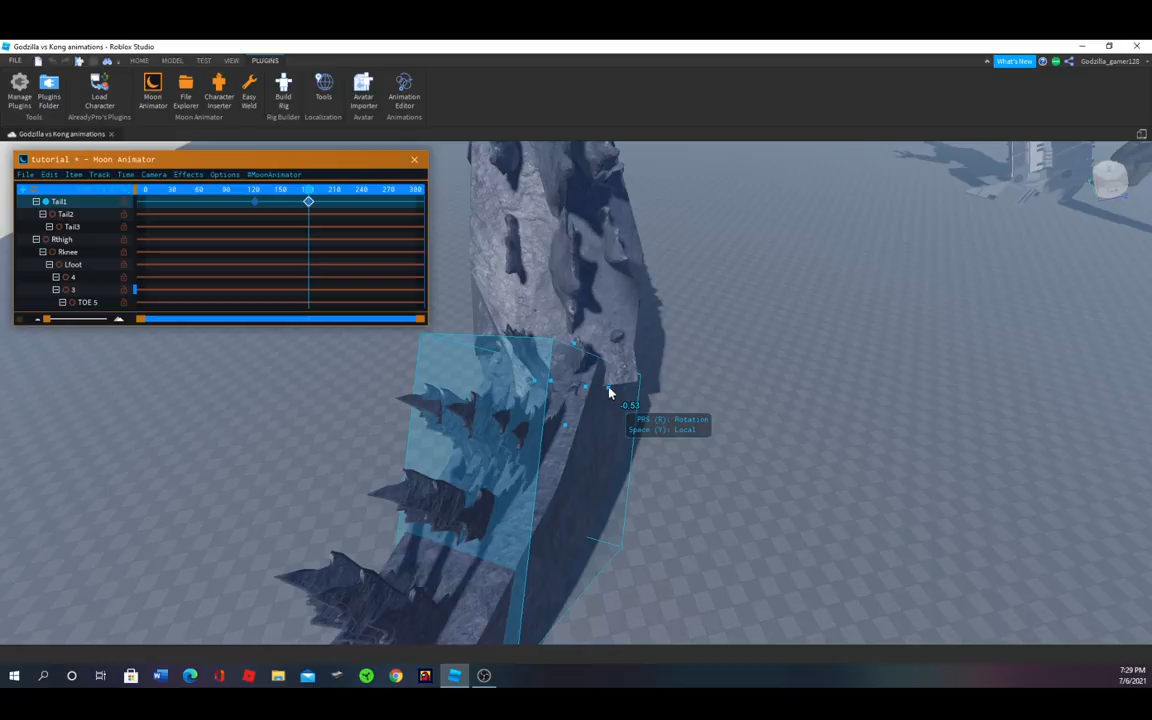 Godzilla vs Kong animations - Roblox Studio
FILE HOME MODEL TEST VIEW PLUGINS What's New Godzilla_gamer128
Manage Plugins
Plugins Folder
Load Character
Moon Animator
File Explorer
Character Inserter
Easy Weld
Build Rig
Tools
Avatar Importer
Animation Editor
Tools AlreadyPro's Plugins Moon Animator Rig Builder Localization Avatar Animations
Godzilla vs Kong animations
tutorial * - Moon Animator
File Edit Item Track Time Camera Effects Options #MoonAnimator
0 30 60 90 120 150 210 240 270 300
Tail1
Tail2
Tail3
Rthigh
Rknee
Lfoot
4
3
TOE 5
-0.53
PRS (R): Rotation
Space (Y): Local
7:29 PM
7/6/2021